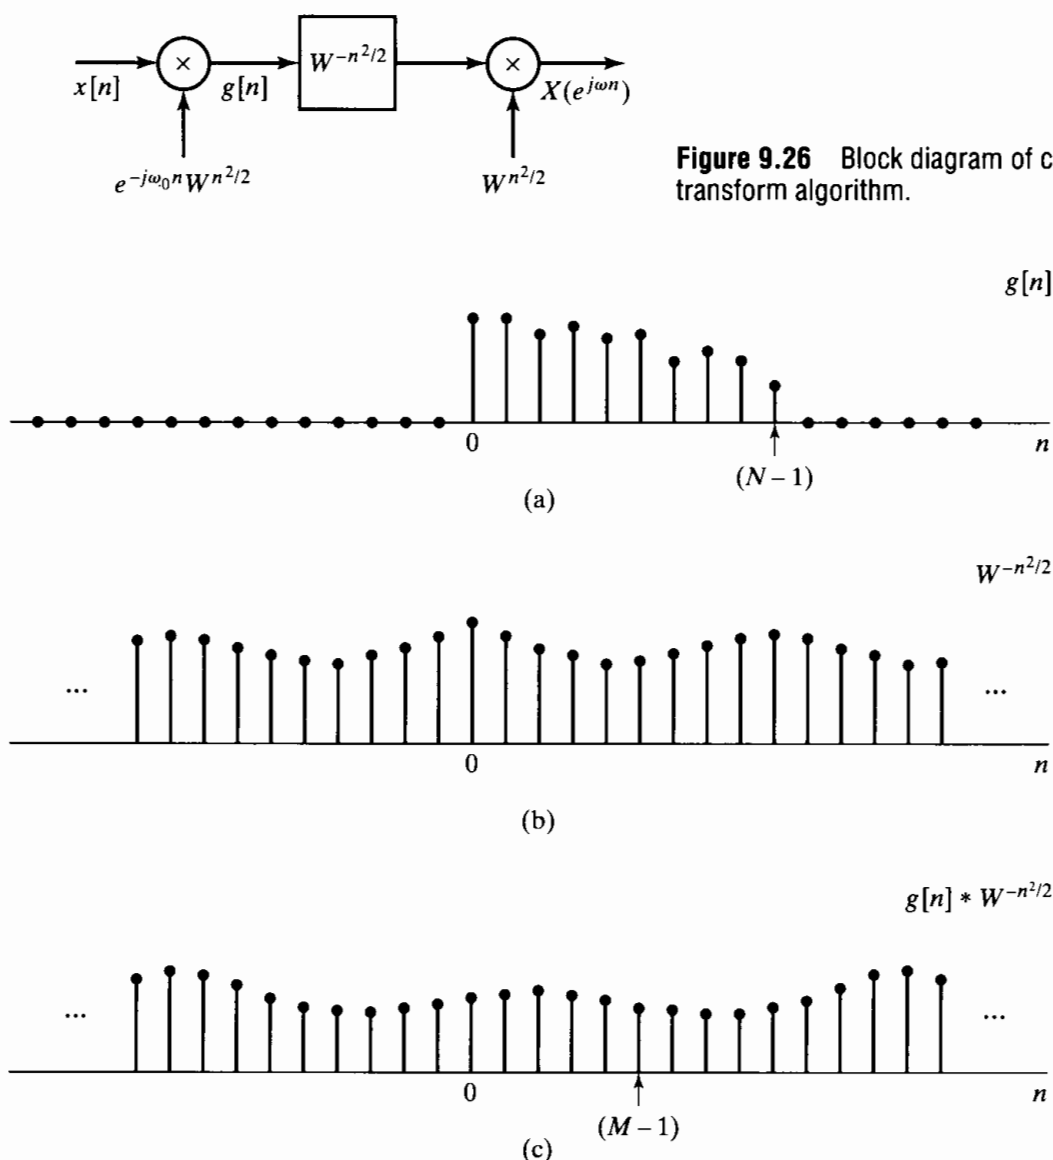 x[n]
×
g[n]
W^{-n^2/2}
×
X(e^{jωn})
e^{-jω_0n}W^{n^2/2}
W^{n^2/2}
Figure 9.26 Block diagram of c
transform algorithm.
g[n]
0
n
(N – 1)
(a)
W^{-n^2/2}
...
...
0
n
(b)
g[n] * W^{-n^2/2}
...
...
0
n
(M – 1)
(c)